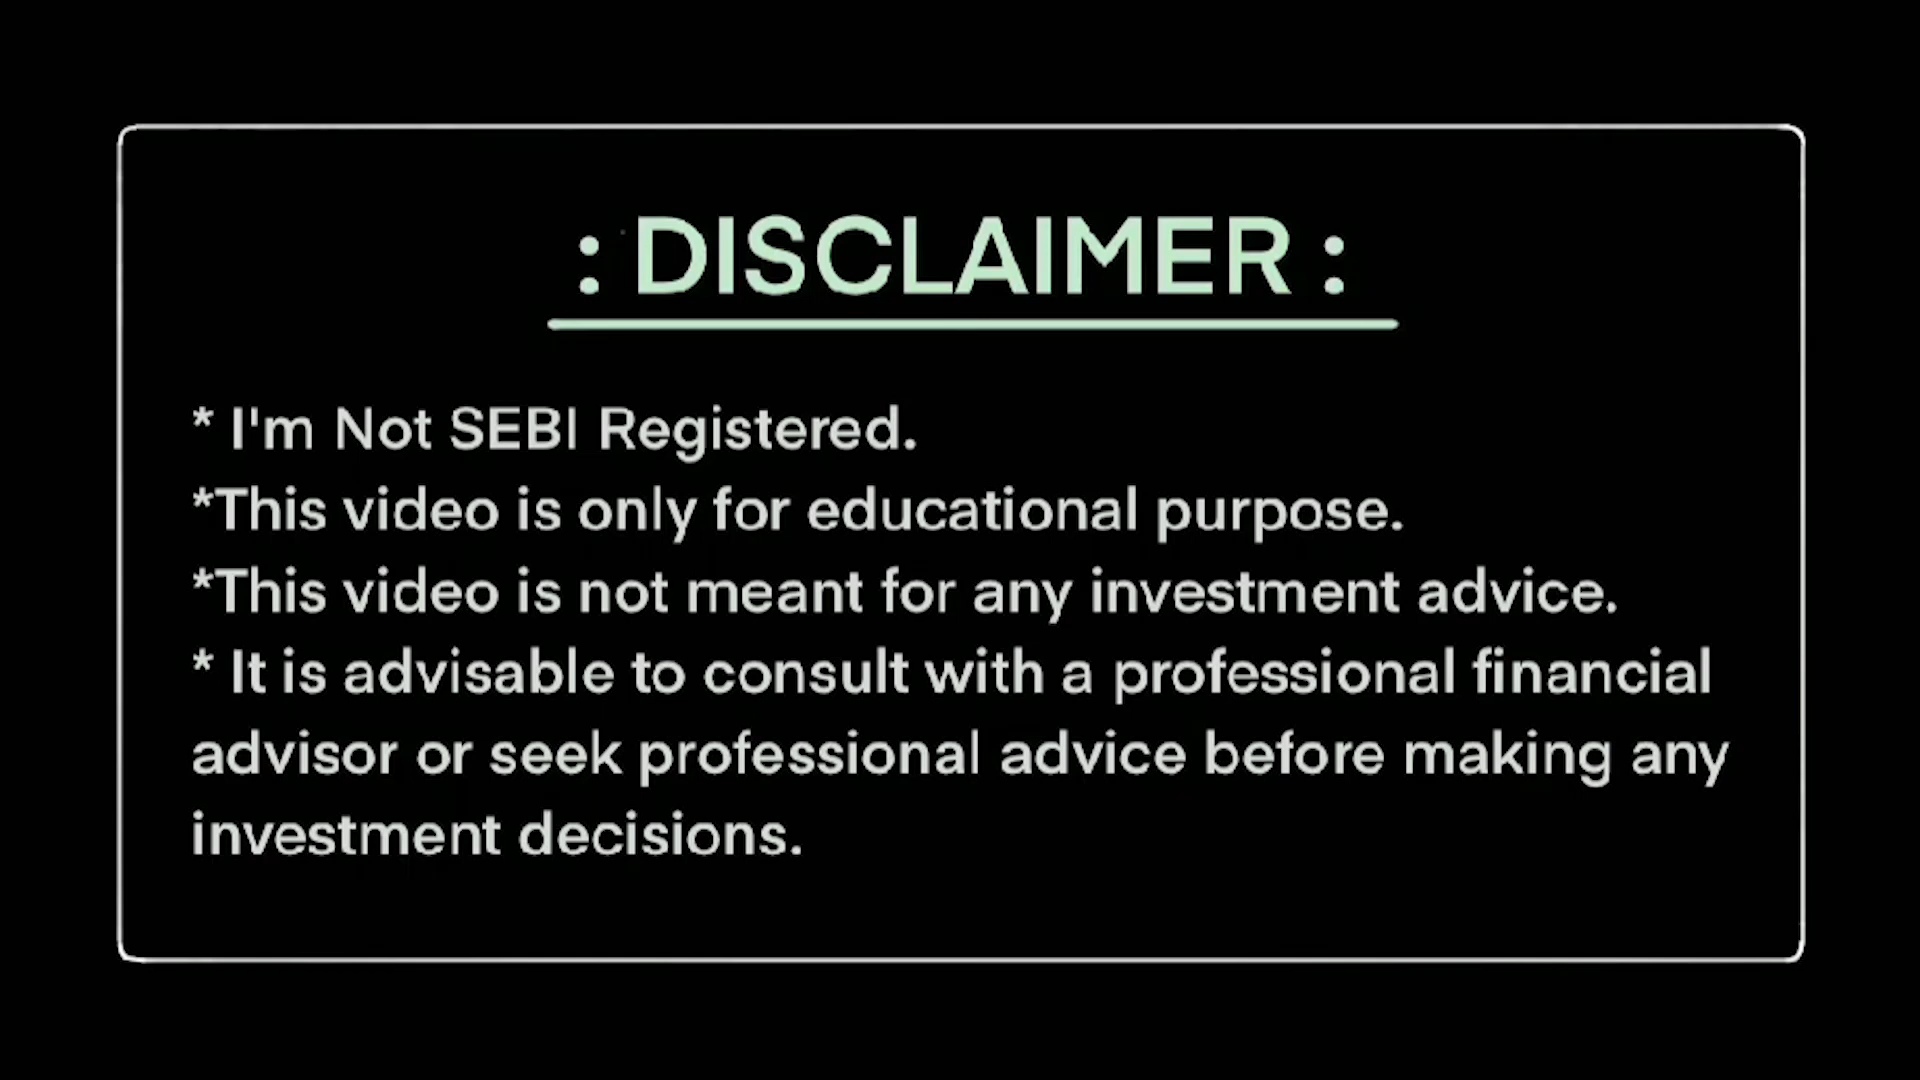 : DISCLAIMER :
* I'm Not SEBI Registered.
*This video is only for educational purpose.
*This video is not meant for any investment advice.
* It is advisable to consult with a professional financial
advisor or seek professional advice before making any
investment decisions.